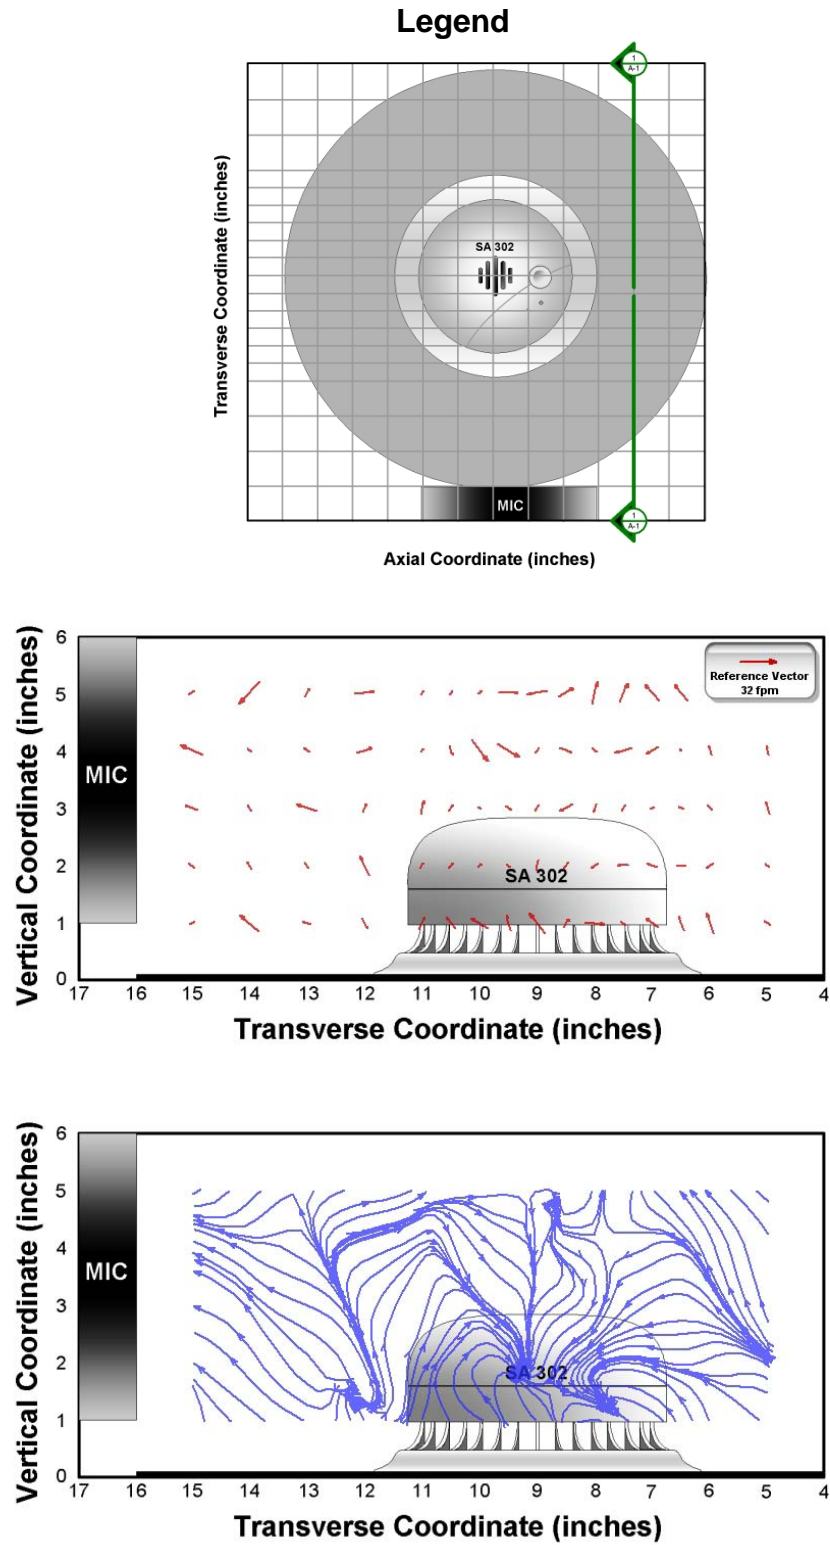 Legend
1
A-1
Transverse Coordinate (inches)
SA 302
MIC
1
A-1
Axial Coordinate (inches)
Vertical Coordinate (inches)
6
5
4
3
2
1
0
MIC
Reference Vector
32 fpm
SA 302
17 16 15 14 13 12 11 10 9 8 7 6 5 4
Transverse Coordinate (inches)
Vertical Coordinate (inches)
6
5
4
3
2
1
0
MIC
SA 302
17 16 15 14 13 12 11 10 9 8 7 6 5 4
Transverse Coordinate (inches)